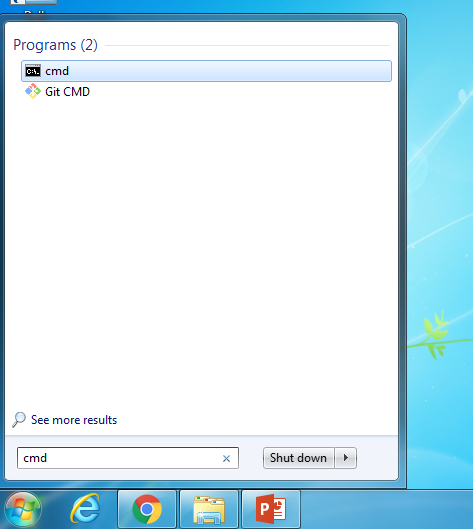 Programs (2)
cmd
Git CMD
See more results
cmd
Shut down